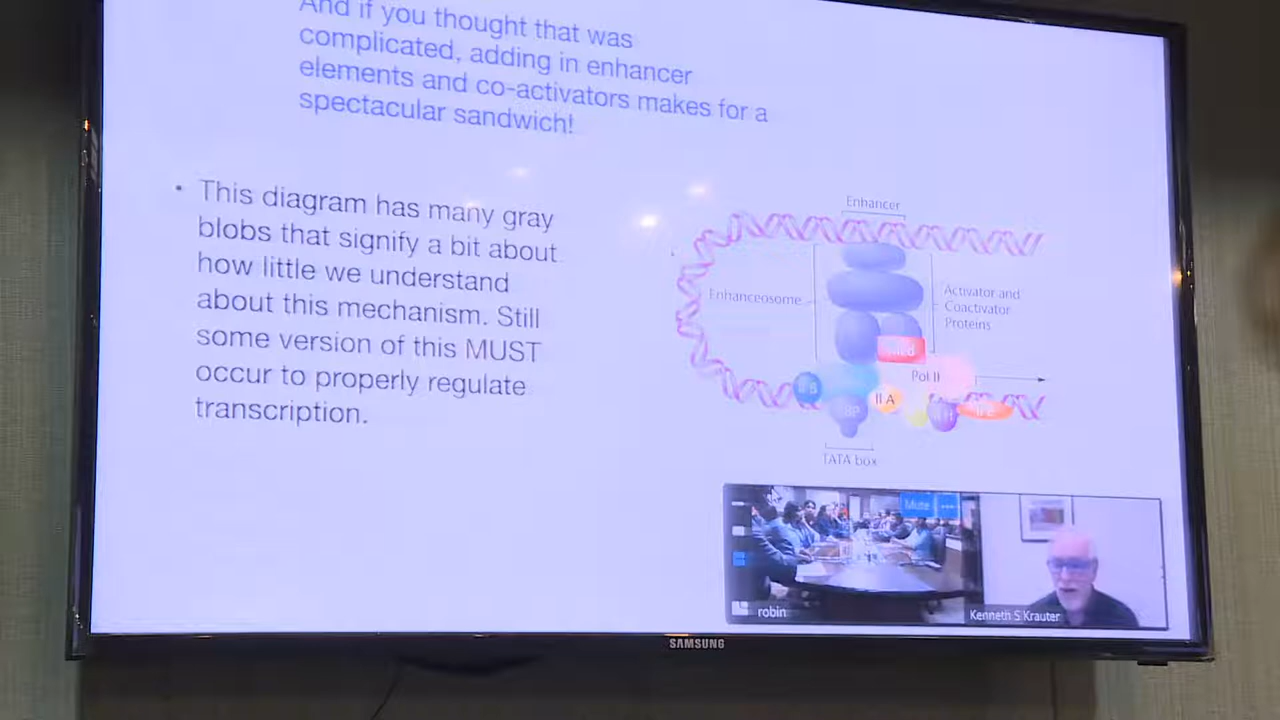 And if you thought that was
complicated, adding in enhancer
elements and co-activators makes for a
spectacular sandwich!
• This diagram has many gray
blobs that signify a bit about
how little we understand
about this mechanism. Still
some version of this MUST
occur to properly regulate
transcription.
Enhancer
Enhanceosome
Activator and
Coactivator
Proteins
Med
Pol II
II A
TATA box
Mute
robin
Kenneth S Krauter
SAMSUNG